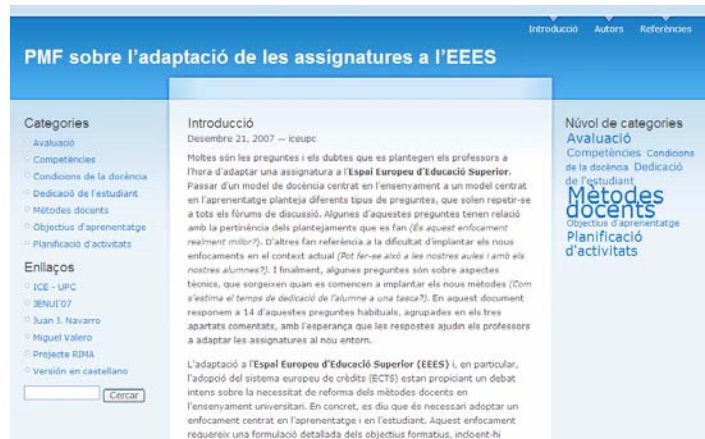 Introducció Autors Referències
PMF sobre l'adaptació de les assignatures a l'EEES
Categories
Avaluació
Competències
Condicions de la docència
Dedicació de l'estudiant
Mètodes docents
Objectius d'aprenentatge
Planificació d'activitats
Enllaços
ICE - UPC
JENUI'07
Juan J. Navarro
Miguel Valero
Projecte RIMA
Versión en castellano
Cercar
Introducció
Desembre 21, 2007 — iceupc
Moltes són les preguntes i els dubtes que es plantegen els professors a
l'hora d'adaptar una assignatura a l'Espai Europeu d'Educació Superior.
Passar d'un model de docència centrat en l'ensenyament a un model centrat
en l'aprenentatge planteja diferents tipus de preguntes, que solen repetir-se
a tots els fòrums de discussió. Algunes d'aquestes preguntes tenen relació
amb la pertinència dels plantejaments que es fan (És aquest enfocament
realment millor?). D'altres fan referència a la dificultat d'implantar els nous
enfocaments en el context actual (Pot fer-se això a les nostres aules i amb els
nostres alumnes?). I finalment, algunes preguntes són sobre aspectes
tècnics, que sorgeixen quan es comencen a implantar els nous mètodes (Com
s'estima el temps de dedicació de l'alumne a una tasca?). En aquest document
responem a 14 d'aquestes preguntes habituals, agrupades en els tres
apartats comentats, amb l'esperança que les respostes ajudin els professors
a adaptar les assignatures al nou entorn.
L'adaptació a l'Espai Europeu d'Educació Superior (EEES) i, en particular,
l'adopció del sistema europeu de crèdits (ECTS) estan propiciant un debat
intens sobre la necessitat de reforma dels mètodes docents en
l'ensenyament universitari. En concret, es diu que és necessari adoptar un
enfocament centrat en l'aprenentatge i en l'estudiant. Aquest enfocament
requereix una formulació detallada dels objectius formatius, incloent-hi
Núvol de categories
Avaluació
Competències Condicions
de la docència Dedicació
de l'estudiant
Mètodes
docents
Objectius d'aprenentatge
Planificació
d'activitats